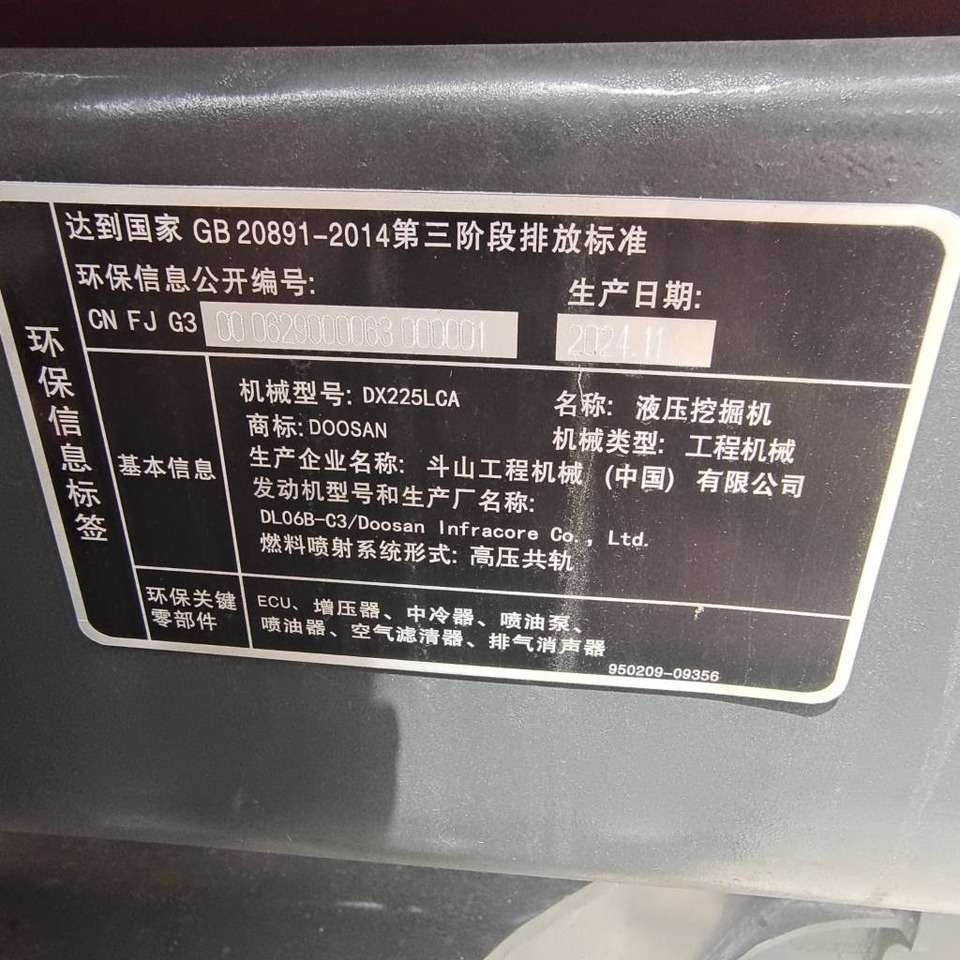 环保信息标签
达到国家 GB 20891-2014第三阶段排放标准
环保信息公开编号:
生产日期:
CN FJ G3 00 0629000063 000001
2024.11
基本信息
机械型号: DX225LCA
名称: 液压挖掘机
商标: DOOSAN
机械类型: 工程机械
生产企业名称: 斗山工程机械 (中国) 有限公司
发动机型号和生产厂名称:
DL06B-C3/Doosan Infracore Co., Ltd.
燃料喷射系统形式: 高压共轨
环保关键
零部件
ECU、增压器、中冷器、喷油泵、
喷油器、空气滤清器、排气消声器
950209-09356